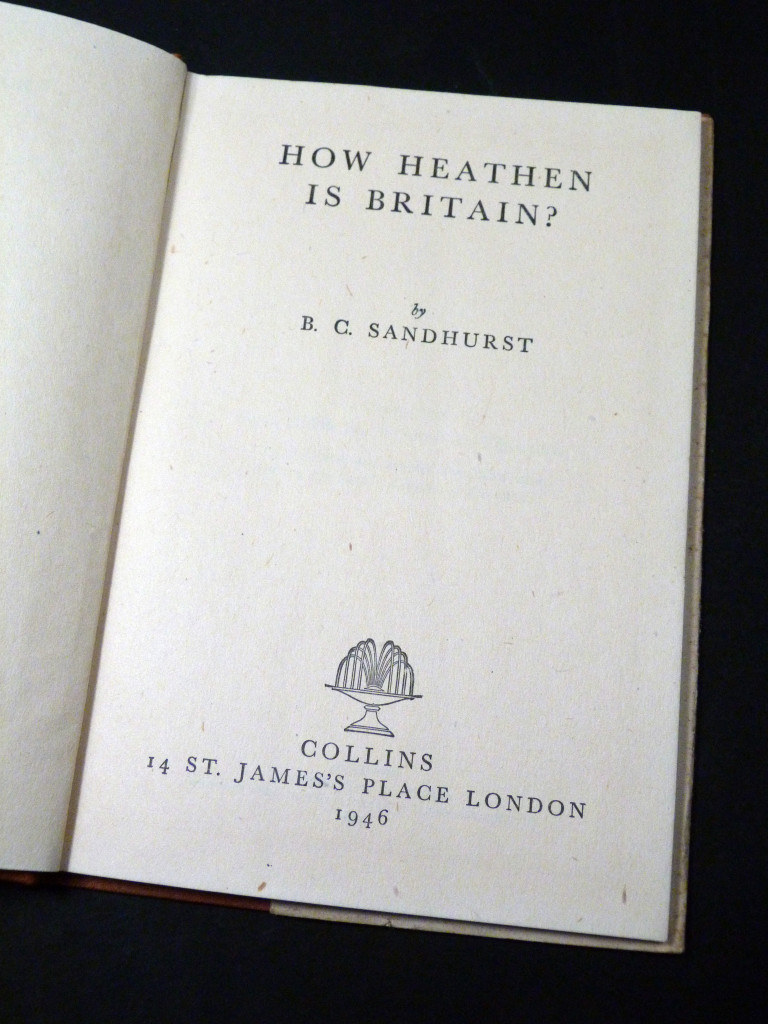 HOW HEATHEN
IS BRITAIN?
by
B. C. SANDHURST
COLLINS
14 ST. JAMES'S PLACE LONDON
1946